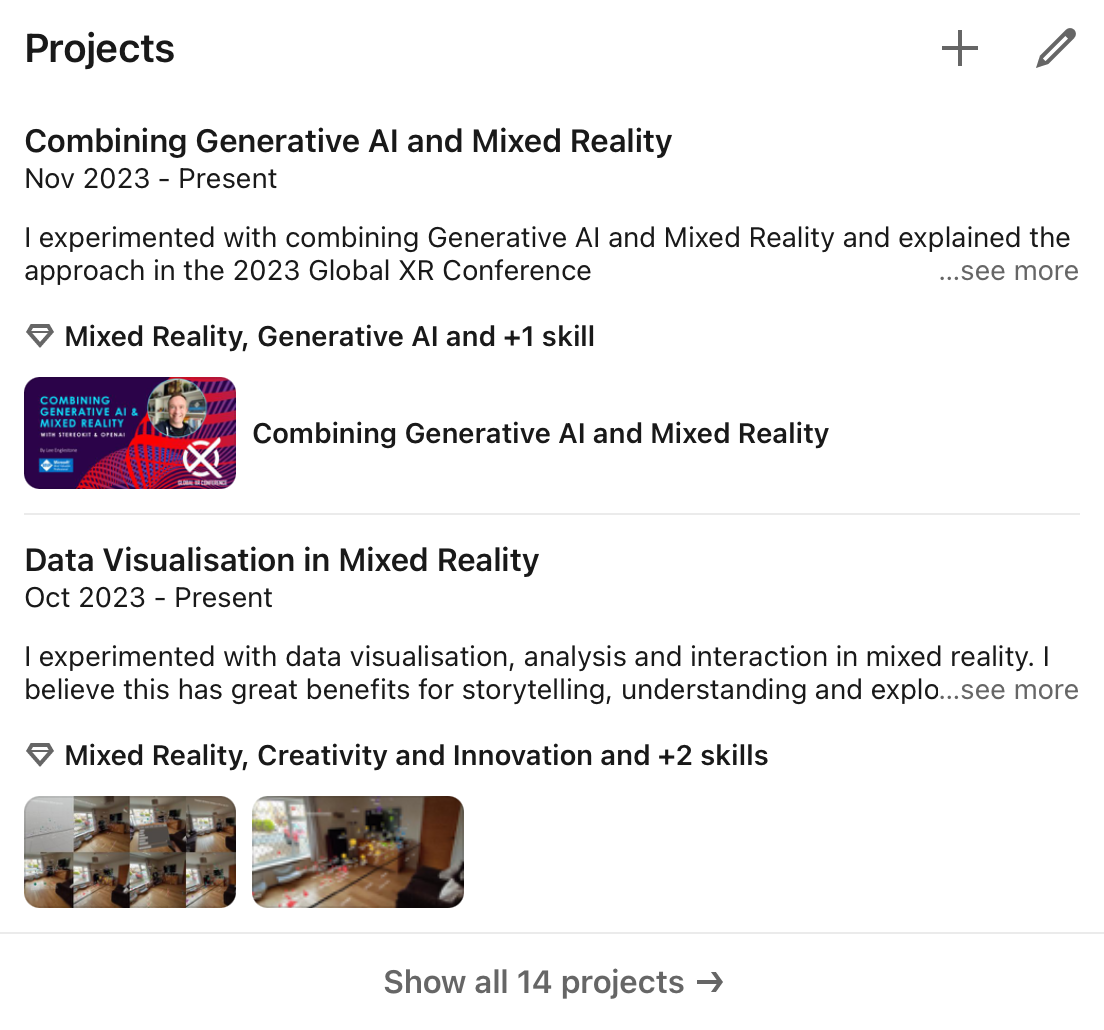 Projects
Combining Generative AI and Mixed Reality
Nov 2023 - Present
I experimented with combining Generative AI and Mixed Reality and explained the
approach in the 2023 Global XR Conference
...see more
Mixed Reality, Generative AI and +1 skill
COMBINING
GENERATIVE AI &
MIXED REALITY
WITH STEREOKIT & OPENAI
By Lee Englestone
Microsoft
GLOBAL XR CONFERENCE
Combining Generative AI and Mixed Reality
Data Visualisation in Mixed Reality
Oct 2023 - Present
I experimented with data visualisation, analysis and interaction in mixed reality. I
believe this has great benefits for storytelling, understanding and explo...see more
Mixed Reality, Creativity and Innovation and +2 skills
Show all 14 projects →